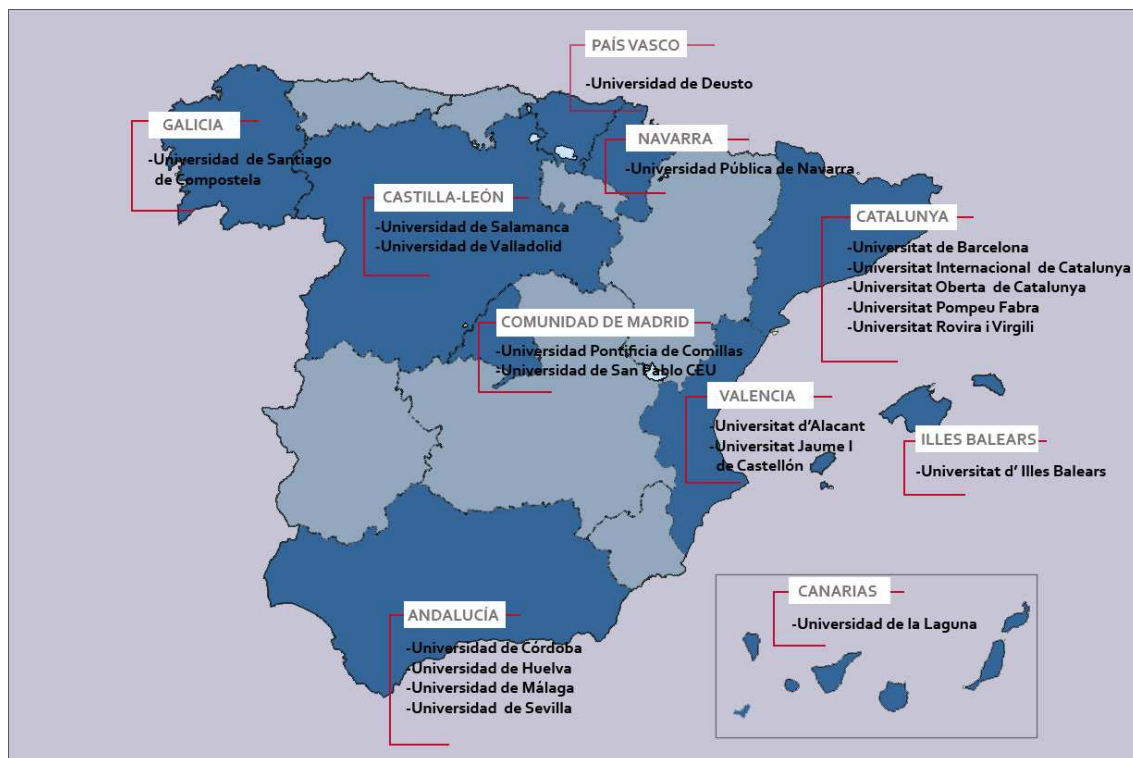 PAÍS VASCO
-Universidad de Deusto
GALICIA
-Universidad de Santiago
de Compostela
NAVARRA
-Universidad Pública de Navarra
CASTILLA-LEÓN
-Universidad de Salamanca
-Universidad de Valladolid
CATALUNYA
-Universitat de Barcelona
-Universitat Internacional de Catalunya
-Universitat Oberta de Catalunya
-Universitat Pompeu Fabra
-Universitat Rovira i Virgili
COMUNIDAD DE MADRID
-Universidad Pontificia de Comillas
-Universidad de San Pablo CEU
VALENCIA
-Universitat d'Alacant
-Universitat Jaume I
de Castellón
ILLES BALEARS
-Universitat d' Illes Balears
CANARIAS
-Universidad de la Laguna
ANDALUCÍA
-Universidad de Córdoba
-Universidad de Huelva
-Universidad de Málaga
-Universidad de Sevilla